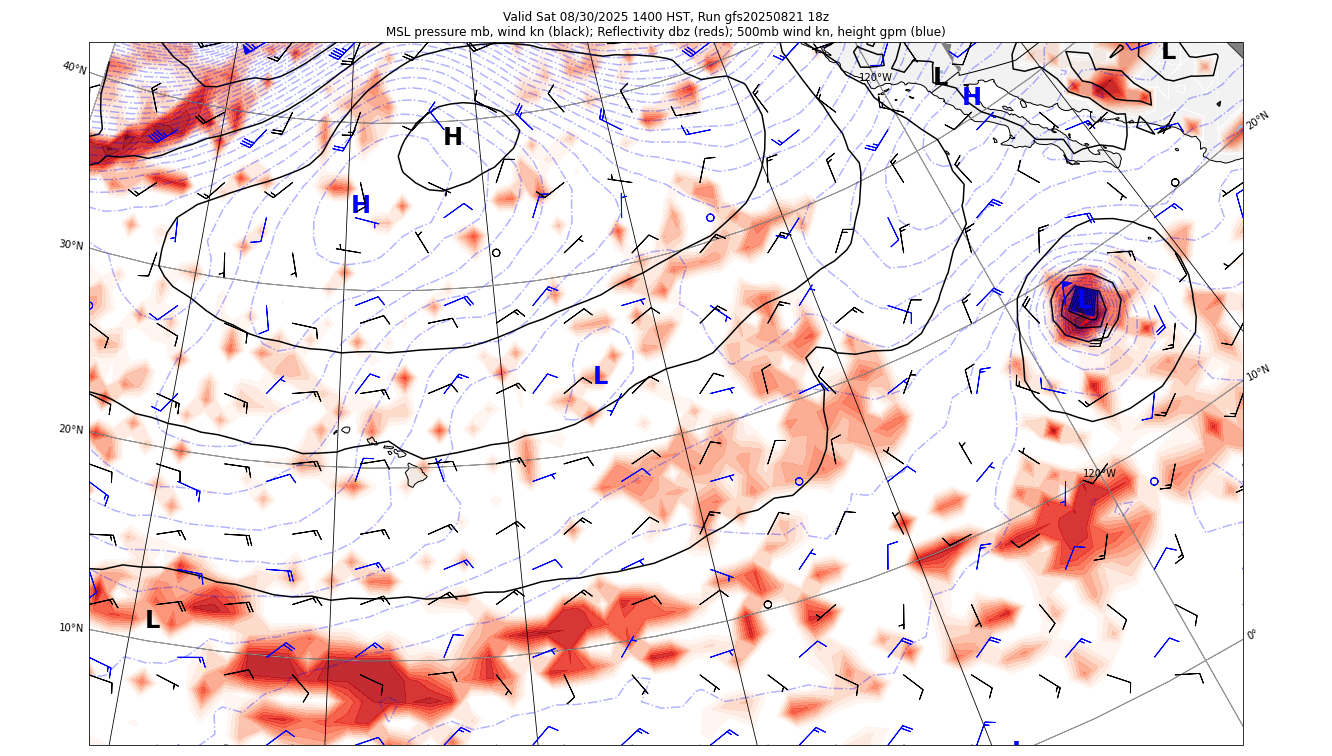 Valid Sat 08/30/2025 1400 HST, Run gfs20250821 18z
MSL pressure mb, wind kn (black); Reflectivity dbz (reds); 500mb wind kn, height gpm (blue)
L
L
40°N
120°W
H
20°N
H
H
30°N
L
10°N
L
20°N
120°W
L
10°N
0°